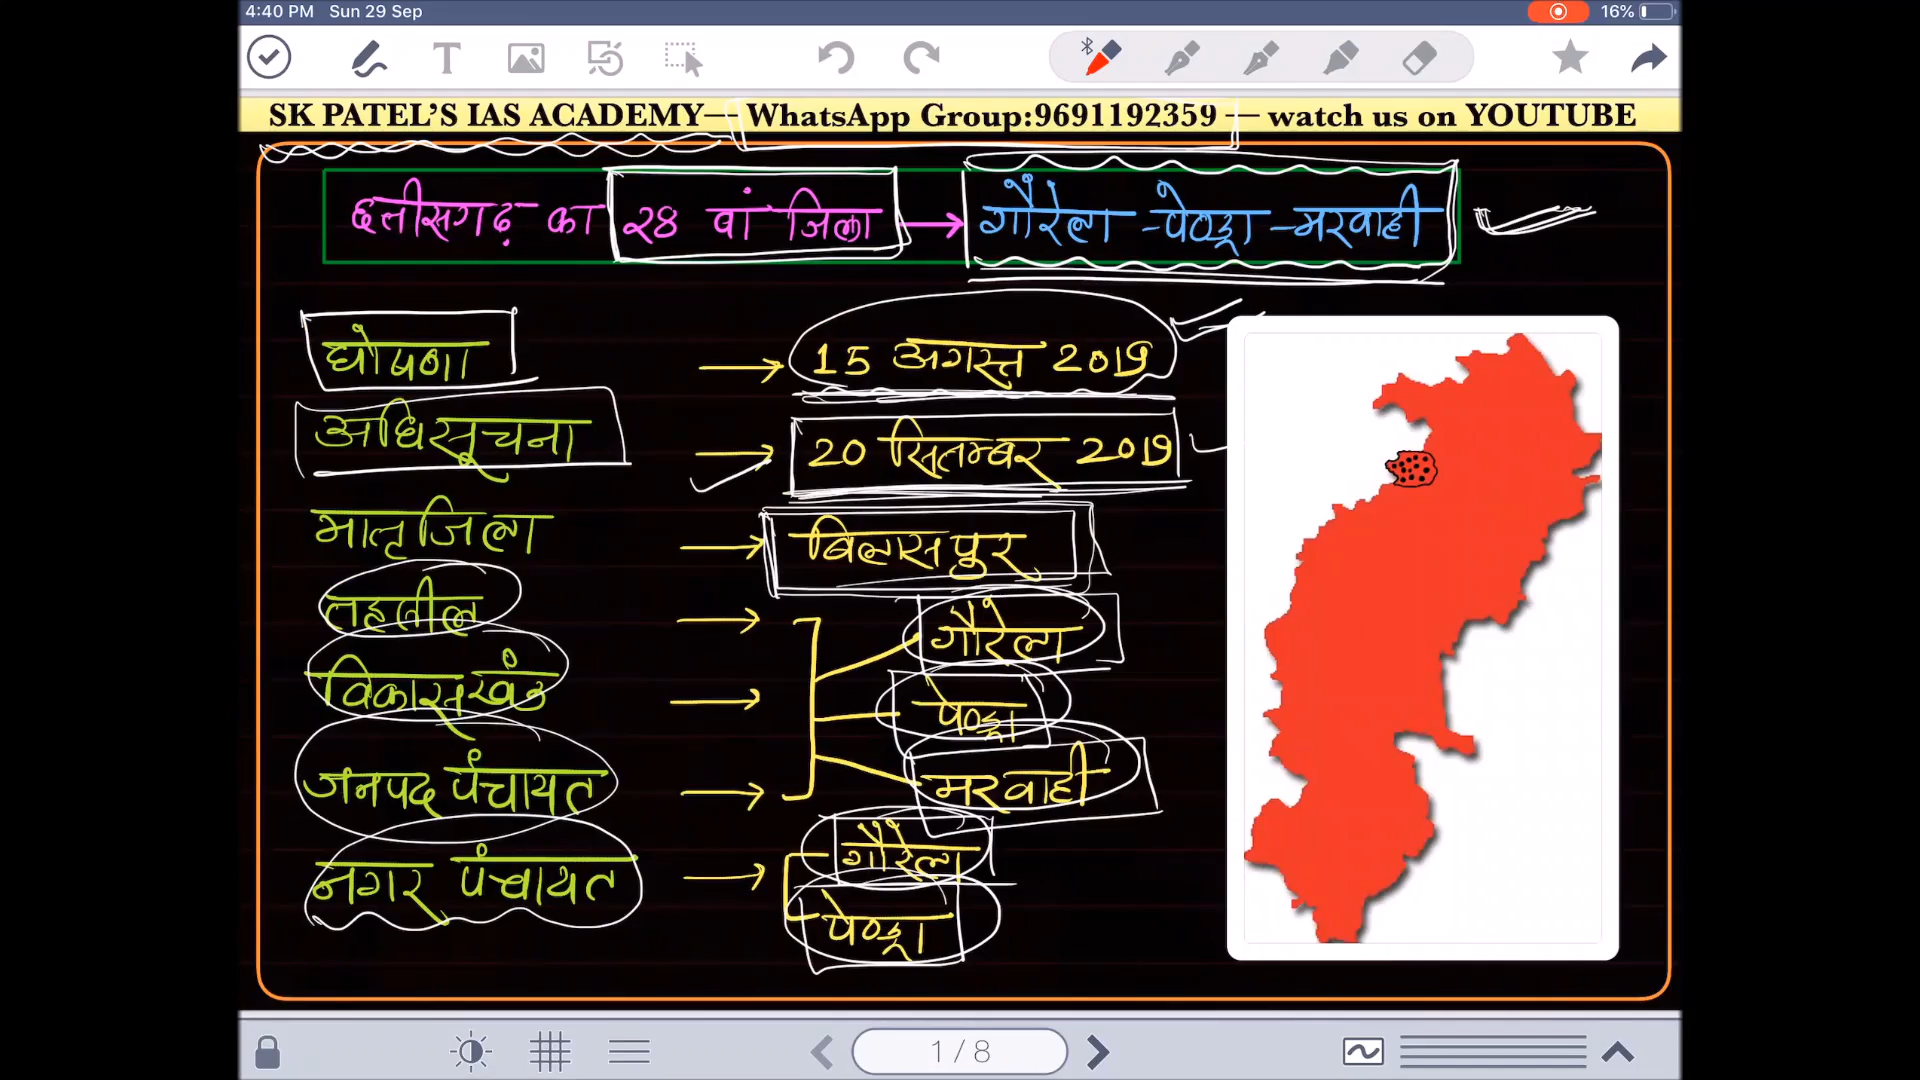 4:40 PM Sun 29 Sep
16%
SK PATEL'S IAS ACADEMY— WhatsApp Group:9691192359 — watch us on YOUTUBE
छत्तीसगढ़ का २8 वां जिला → गौरेला -पेण्ड्रा -मरवाही
घोषणा → 15 अगस्त 2019
अधिसूचना → 20 सितम्बर 2019
मातृजिला → बिलासपुर
तहसील → गौरेला
विकासखंड → पेण्ड्रा
जनपद पंचायत → मरवाही
नगर पंचायत → गौरेला
पेण्ड्रा
1 / 8